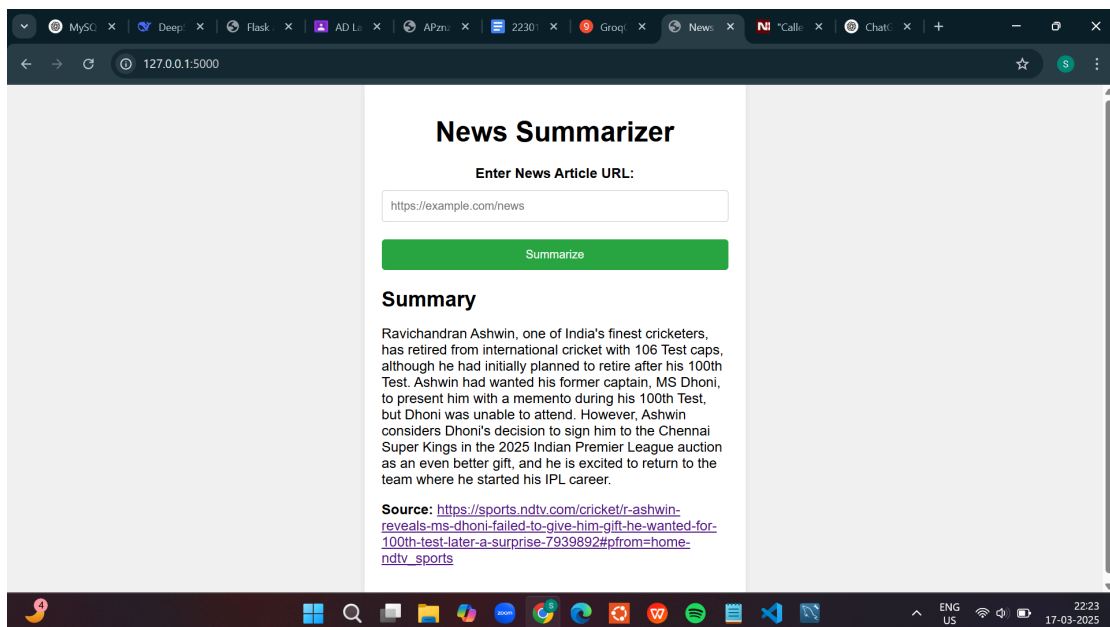 MySQ
Deep
Flask
AD La
APzn
22301
Groq
News
"Calle
ChatG
127.0.0.1:5000
S
News Summarizer
Enter News Article URL:
https://example.com/news
Summarize
Summary
Ravichandran Ashwin, one of India's finest cricketers,
has retired from international cricket with 106 Test caps,
although he had initially planned to retire after his 100th
Test. Ashwin had wanted his former captain, MS Dhoni,
to present him with a memento during his 100th Test,
but Dhoni was unable to attend. However, Ashwin
considers Dhoni's decision to sign him to the Chennai
Super Kings in the 2025 Indian Premier League auction
as an even better gift, and he is excited to return to the
team where he started his IPL career.
Source: https://sports.ndtv.com/cricket/r-ashwin-
reveals-ms-dhoni-failed-to-give-him-gift-he-wanted-for-
100th-test-later-a-surprise-7939892#pfrom=home-
ndtv_sports
4
zoom
S
ENG
US
22:23
17-03-2025